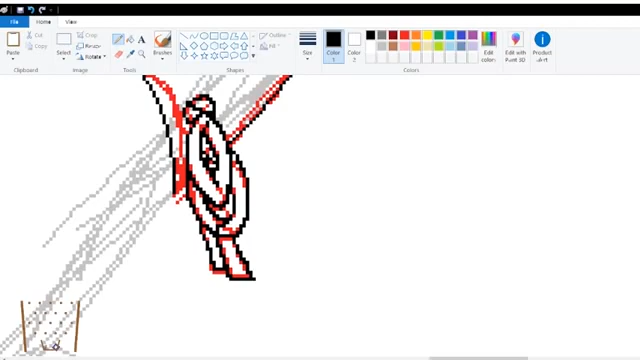 File
Home
View
Crop
Resize
Rotate
Outline
Fill
Paste
Cut
Copy
Select
Brushes
Size
Color
1
Color
2
Edit
colors
Edit with
Paint 3D
Product
alert
Clipboard
Image
Tools
Shapes
Colors